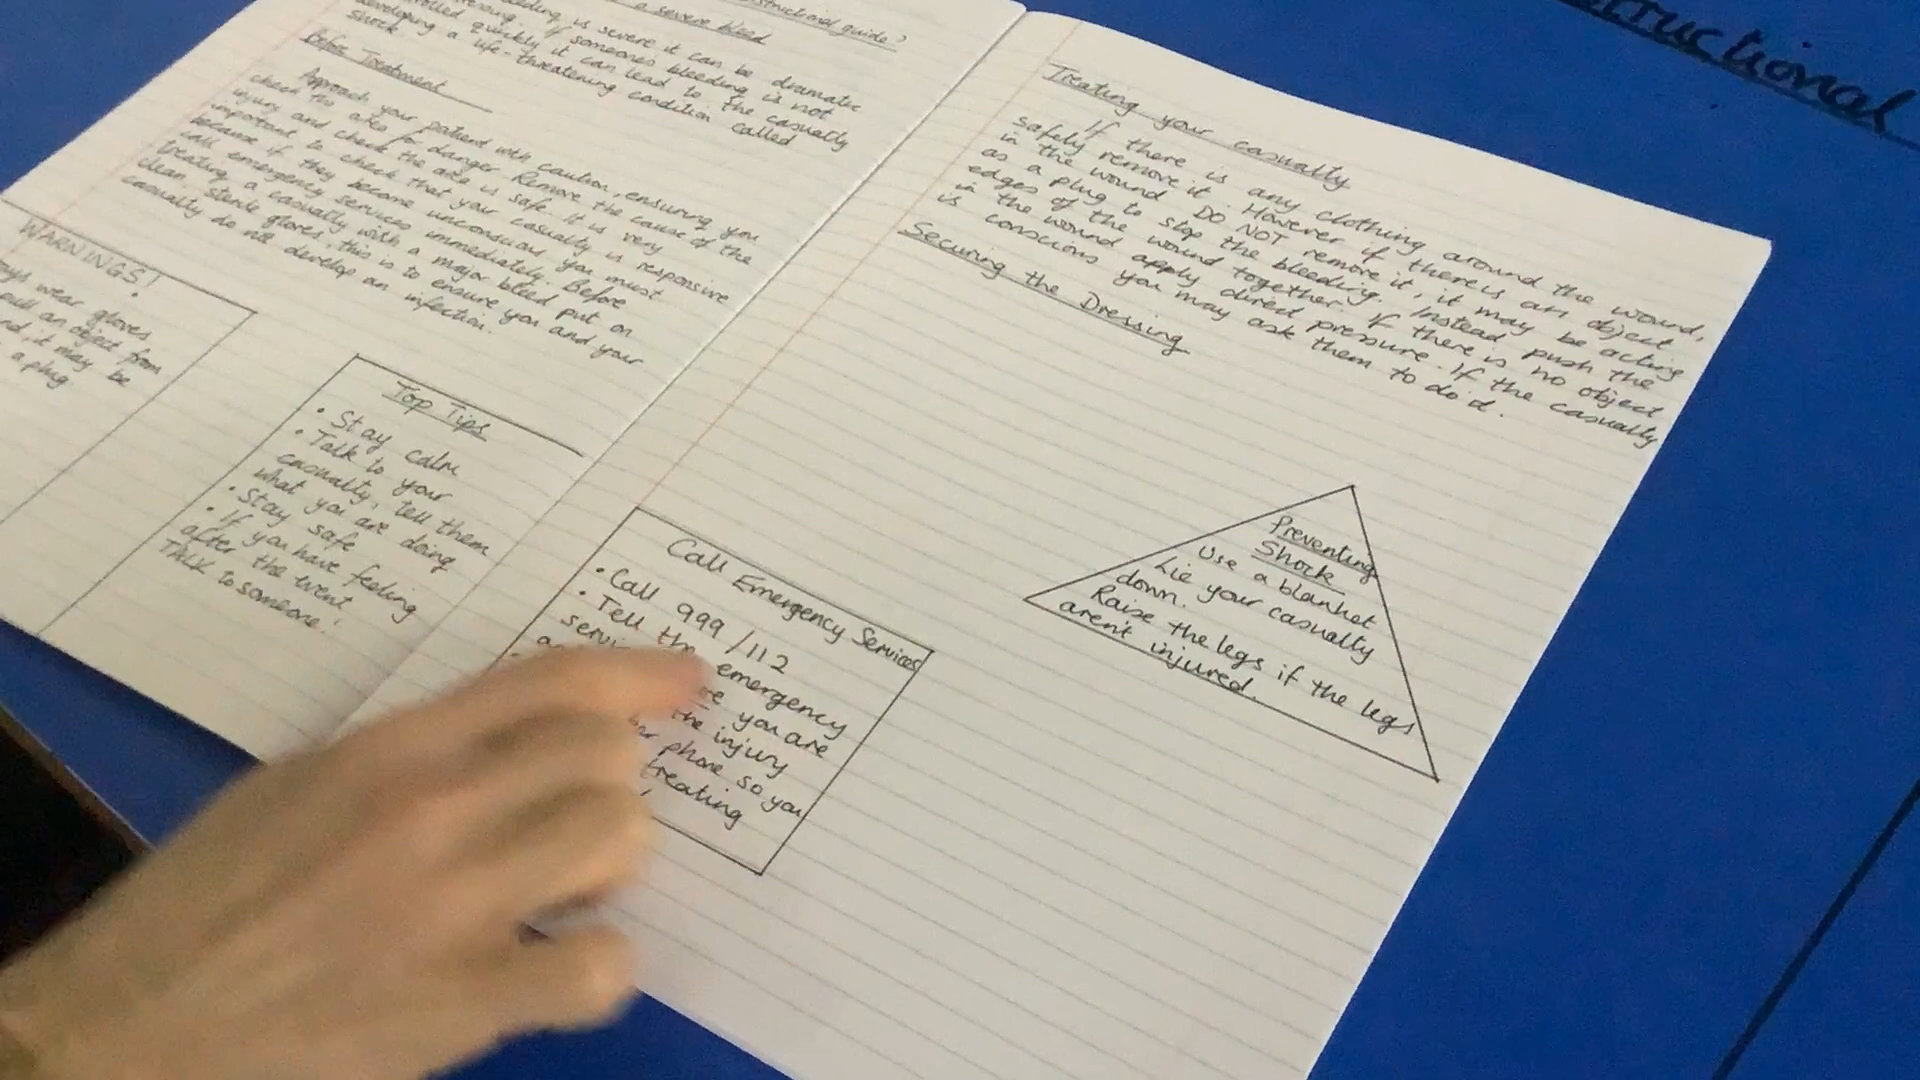 structional guide?
a severe bleed
bleeding is severe it can be dramatic
if someones bleeding is not
quickly it can lead to the casualty
developing a life-threatening condition called
shock
Before Treatment
Approach your patient with caution, ensuring you
check the area for danger. Remove the cause of the
injury and check the area is safe. It is very
important to check that your casualty is responsive
because if they become unconscious you must
call emergency services immediately. Before
treating a casualty with a major bleed put on
clean, sterile gloves, this is to ensure you and your
casualty do not develop an infection.
WARNINGS!
wear gloves
pull an object from
it may be
a plug
Top Tips
• Stay calm
• Talk to your
casualty, tell them
what you are doing
• Stay safe
• If you have feeling
after the event
TALK to someone!
Treating your casualty
If there is any clothing around the wound,
safely remove it. However if there is an object
in the wound DO NOT remove it, it may be acting
as a plug to stop the bleeding. Instead push the
edges of the wound together. If there is no object
in the wound apply direct pressure. If the casualty
is conscious you may ask them to do it.
Securing the Dressing
Call Emergency Services
• Call 999/112
• Tell the emergency
you are
the injury
phone so you
treating
Preventing
Shock
Use a blanket
Lie your casualty
down.
Raise the legs if the legs
aren't injured.
tructional